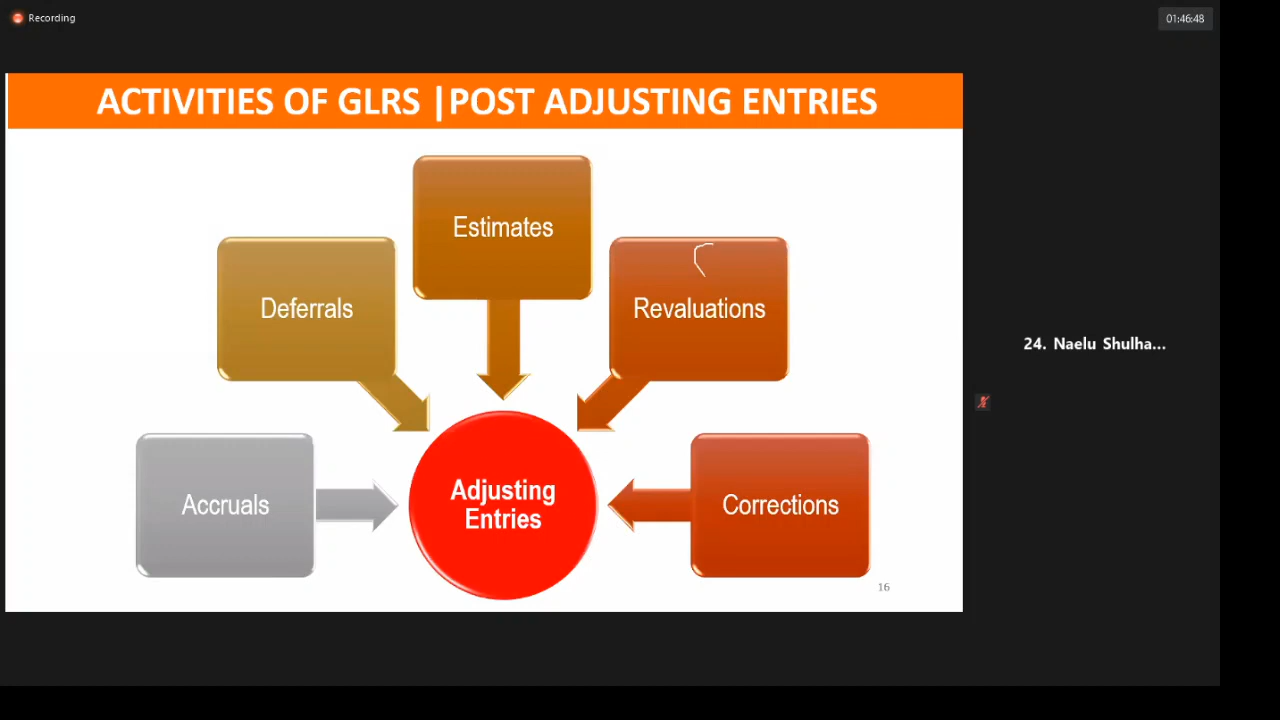 Recording
01:46:48
ACTIVITIES OF GLRS |POST ADJUSTING ENTRIES
Estimates
Deferrals
Revaluations
Accruals
Adjusting
Entries
Corrections
16
24. Naelu Shulha...